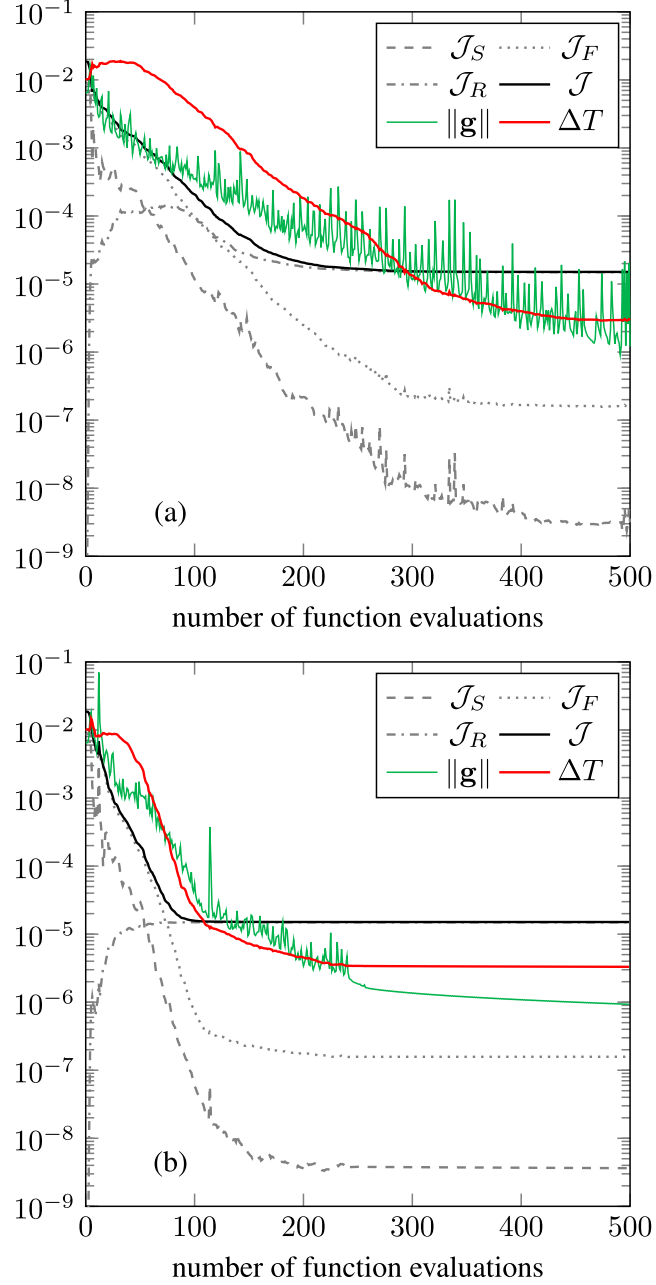 10⁻¹
10⁻²
10⁻³
10⁻⁴
10⁻⁵
10⁻⁶
10⁻⁷
10⁻⁸
10⁻⁹
𝒥_S 𝒥_F
𝒥_R 𝒥
‖𝐠‖ ΔT
(a)
0 100 200 300 400 500
number of function evaluations
10⁻¹
10⁻²
10⁻³
10⁻⁴
10⁻⁵
10⁻⁶
10⁻⁷
10⁻⁸
10⁻⁹
𝒥_S 𝒥_F
𝒥_R 𝒥
‖𝐠‖ ΔT
(b)
0 100 200 300 400 500
number of function evaluations